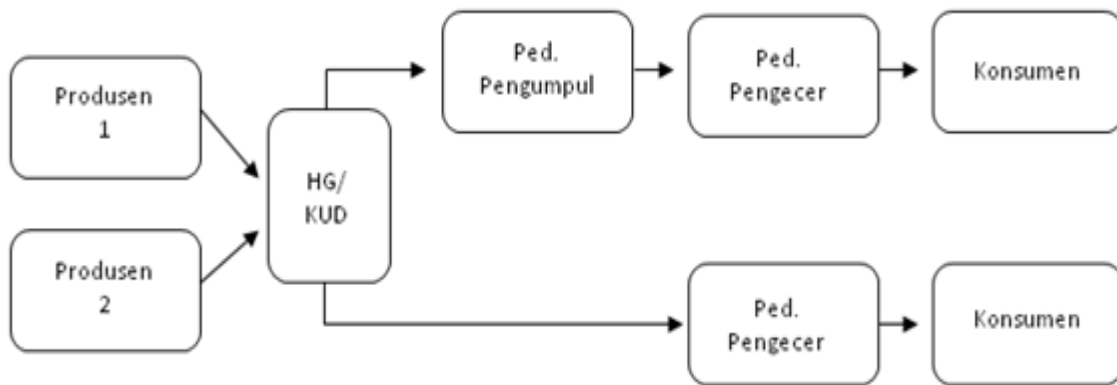 Produsen
1
Produsen
2
HG/
KUD
Ped.
Pengumpul
Ped.
Pengecer
Konsumen
Ped.
Pengecer
Konsumen